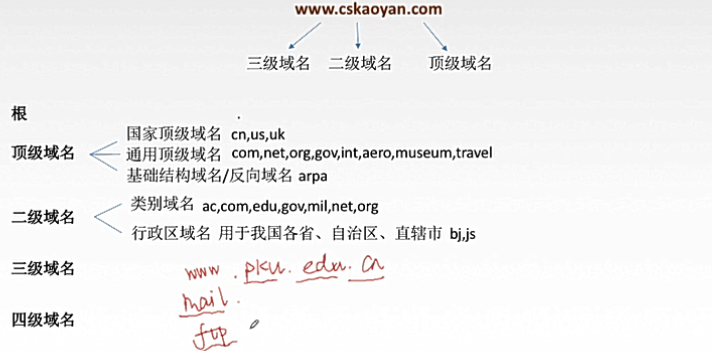 www.cskaoyan.com
三级域名 二级域名 顶级域名
根
国家顶级域名 cn,us,uk
顶级域名
通用顶级域名 com,net,org,gov,int,aero,museum,travel
基础结构域名/反向域名 arpa
类别域名 ac,com,edu,gov,mil,net,org
二级域名
行政区域名 用于我国各省、自治区、直辖市 bj,js
三级域名
www.pku.edu.cn
mail.
四级域名
ftp